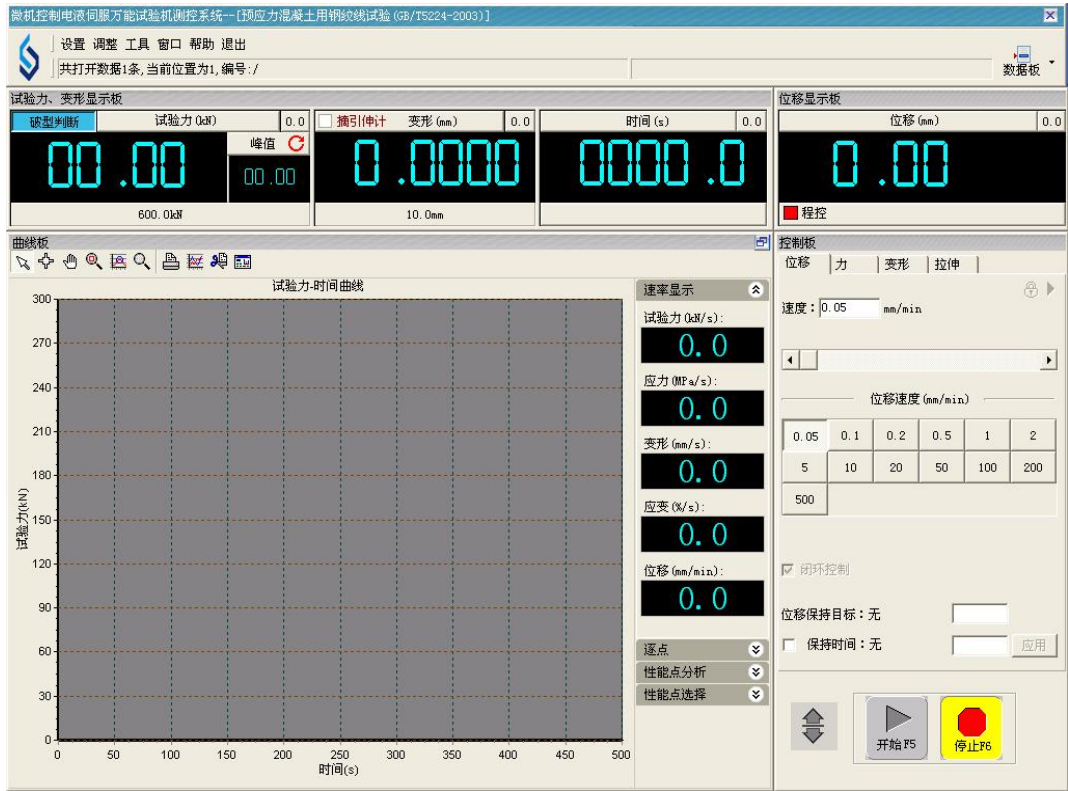 微机控制电液伺服万能试验机测控系统--[预应力混凝土用钢绞线试验(GB/T5224-2003)]
设置 调整 工具 窗口 帮助 退出
共打开数据1条,当前位置为1,编号:/
数据板
试验力、变形显示板
位移显示板
破型判断 试验力(kN) 0.0
摘引伸计 变形(mm) 0.0
时间(s) 0.0
位移(mm) 0.0
峰值
00.00
00.00
0.0000
0000.0
0.00
600.0kN
10.0mm
程控
曲线板
控制板
位移 力 变形 拉伸
试验力-时间曲线
速率显示
300
270
240
210
180
150
120
90
60
30
0
试验力(kN)
0 50 100 150 200 250 300 350 400 450 500
时间(s)
试验力(kN/s):
0.0
应力(MPa/s):
0.0
变形(mm/s):
0.0
应变(%/s):
0.0
位移(mm/min):
0.0
逐点
性能点分析
性能点选择
速度:0.05 mm/min
位移速度(mm/min)
0.05 0.1 0.2 0.5 1 2
5 10 20 50 100 200
500
闭环控制
位移保持目标:无
保持时间:无 应用
开始F5
停止F6